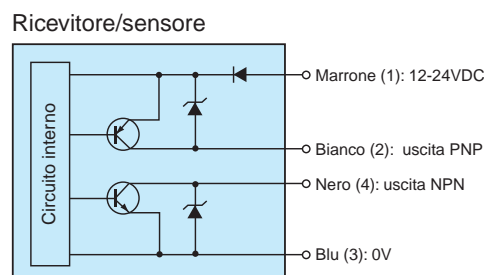 Ricevitore/sensore
Circuito interno
Marrone (1): 12-24VDC
Bianco (2): uscita PNP
Nero (4): uscita NPN
Blu (3): 0V